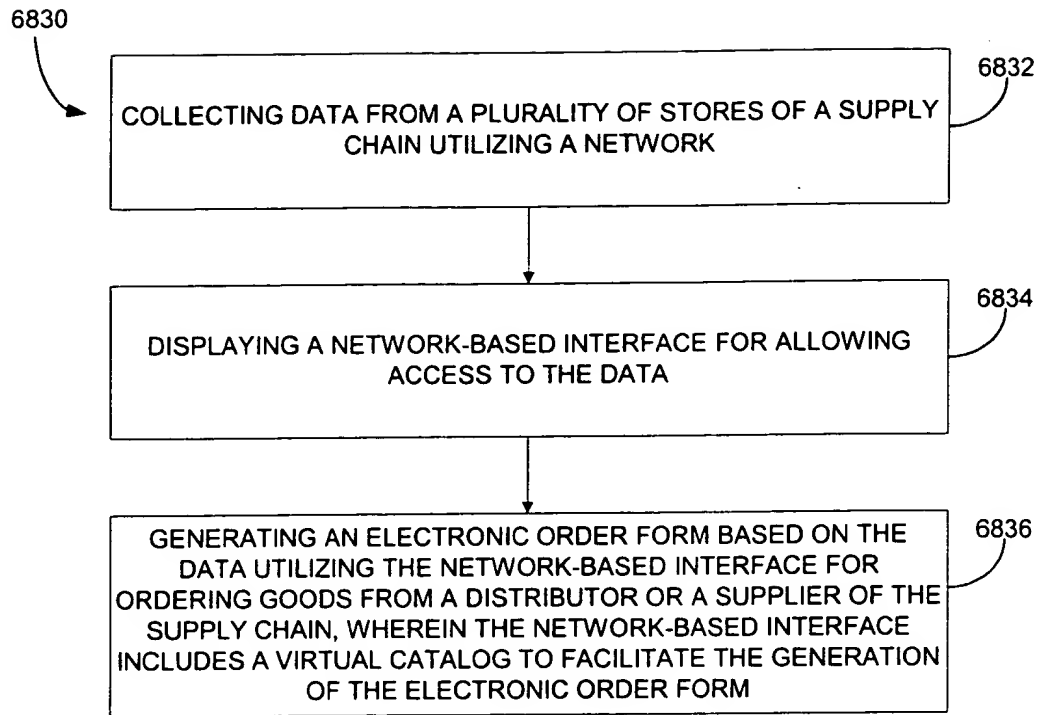 6830
6832
COLLECTING DATA FROM A PLURALITY OF STORES OF A SUPPLY
CHAIN UTILIZING A NETWORK
6834
DISPLAYING A NETWORK-BASED INTERFACE FOR ALLOWING
ACCESS TO THE DATA
6836
GENERATING AN ELECTRONIC ORDER FORM BASED ON THE
DATA UTILIZING THE NETWORK-BASED INTERFACE FOR
ORDERING GOODS FROM A DISTRIBUTOR OR A SUPPLIER OF THE
SUPPLY CHAIN, WHEREIN THE NETWORK-BASED INTERFACE
INCLUDES A VIRTUAL CATALOG TO FACILITATE THE GENERATION
OF THE ELECTRONIC ORDER FORM